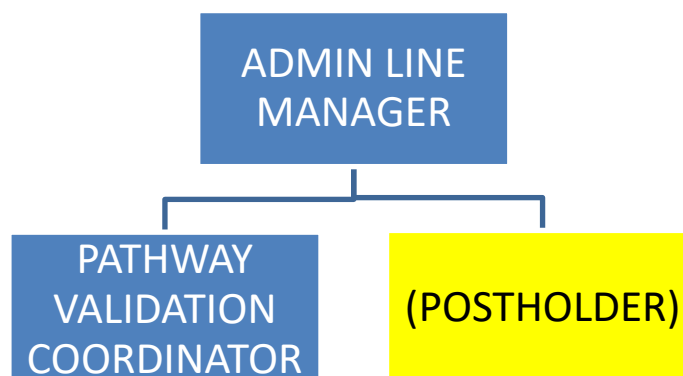 ADMIN LINE
MANAGER
PATHWAY
VALIDATION
COORDINATOR
(POSTHOLDER)